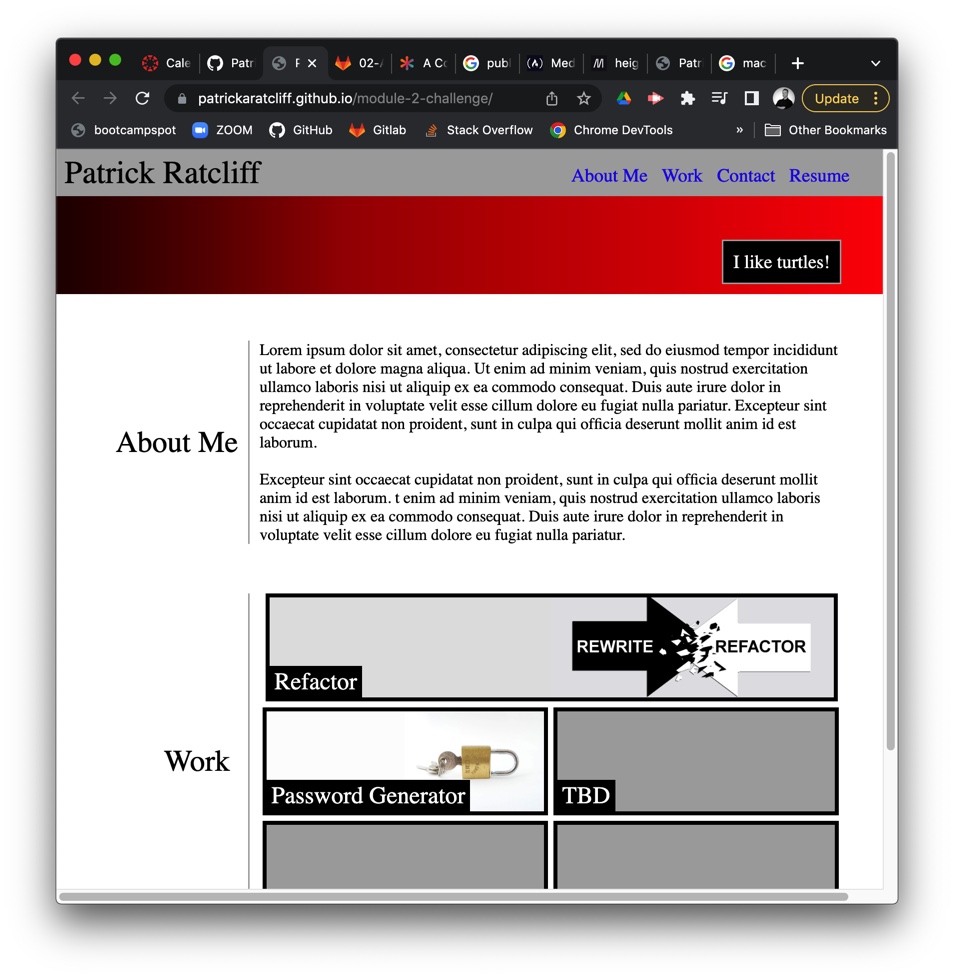 Cale
Patr
F
02-
A Co
publ
Med
heig
Patr
mac
patrickaratcliff.github.io/module-2-challenge/
Update
bootcampspot
ZOOM
GitHub
Gitlab
Stack Overflow
Chrome DevTools
»
Other Bookmarks
Patrick Ratcliff
About Me Work Contact Resume
I like turtles!
About Me
Lorem ipsum dolor sit amet, consectetur adipiscing elit, sed do eiusmod tempor incididunt
ut labore et dolore magna aliqua. Ut enim ad minim veniam, quis nostrud exercitation
ullamco laboris nisi ut aliquip ex ea commodo consequat. Duis aute irure dolor in
reprehenderit in voluptate velit esse cillum dolore eu fugiat nulla pariatur. Excepteur sint
occaecat cupidatat non proident, sunt in culpa qui officia deserunt mollit anim id est
laborum.
Excepteur sint occaecat cupidatat non proident, sunt in culpa qui officia deserunt mollit
anim id est laborum. t enim ad minim veniam, quis nostrud exercitation ullamco laboris
nisi ut aliquip ex ea commodo consequat. Duis aute irure dolor in reprehenderit in
voluptate velit esse cillum dolore eu fugiat nulla pariatur.
Work
REWRITE REFACTOR
Refactor
Password Generator
TBD